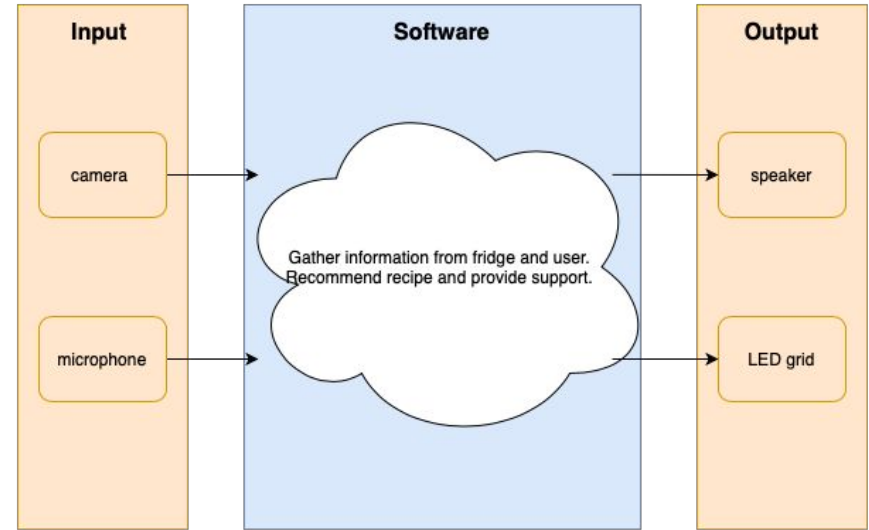 Input
Software
Output
camera
speaker
Gather information from fridge and user.
Recommend recipe and provide support.
microphone
LED grid